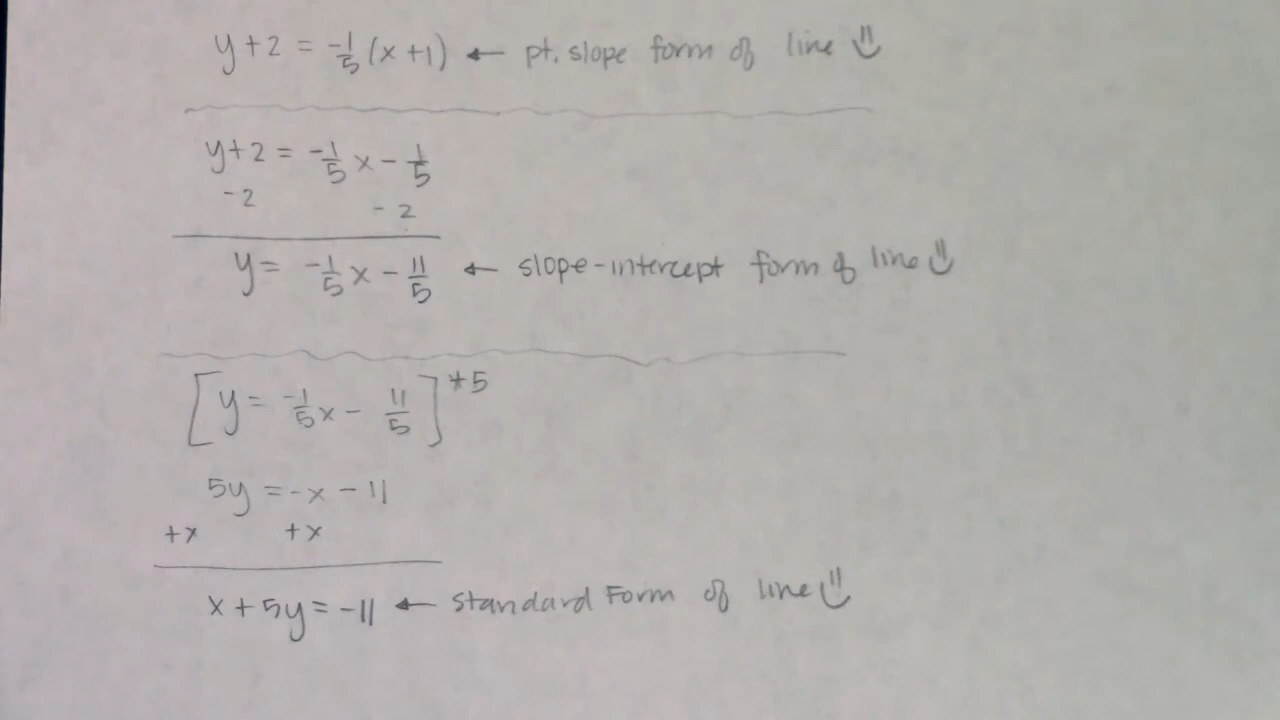 y+2 = -1/5 (x+1) ← pt. slope form of line
y+2 = -1/5 x - 1/5
-2 - 2
y = -1/5 x - 11/5 ← slope-intercept form of line
[y = -1/5 x - 11/5] *5
5y = -x - 11
+x +x
x + 5y = -11 ← Standard Form of line